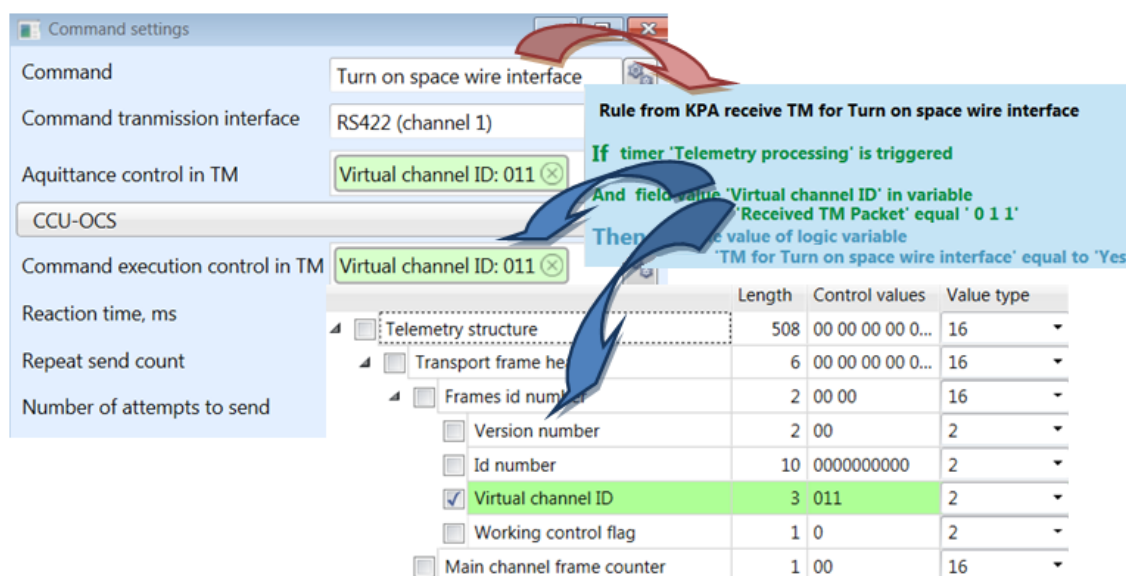 Command settings
Command
Turn on space wire interface
Command tranmission interface
RS422 (channel 1)
Aquittance control in TM
Virtual channel ID: 011
CCU-OCS
Command execution control in TM
Virtual channel ID: 011
Reaction time, ms
Repeat send count
Number of attempts to send
Rule from KPA receive TM for Turn on space wire interface
If timer 'Telemetry processing' is triggered
And field value 'Virtual channel ID' in variable
'Received TM Packet' equal ' 0 1 1'
Then value of logic variable
'TM for Turn on space wire interface' equal to 'Yes
Length Control values Value type
Telemetry structure 508 00 00 00 00 0... 16
Transport frame he 6 00 00 00 00 0... 16
Frames id number 2 00 00 16
Version number 2 00 2
Id number 10 0000000000 2
Virtual channel ID 3 011 2
Working control flag 1 0 2
Main channel frame counter 1 00 16